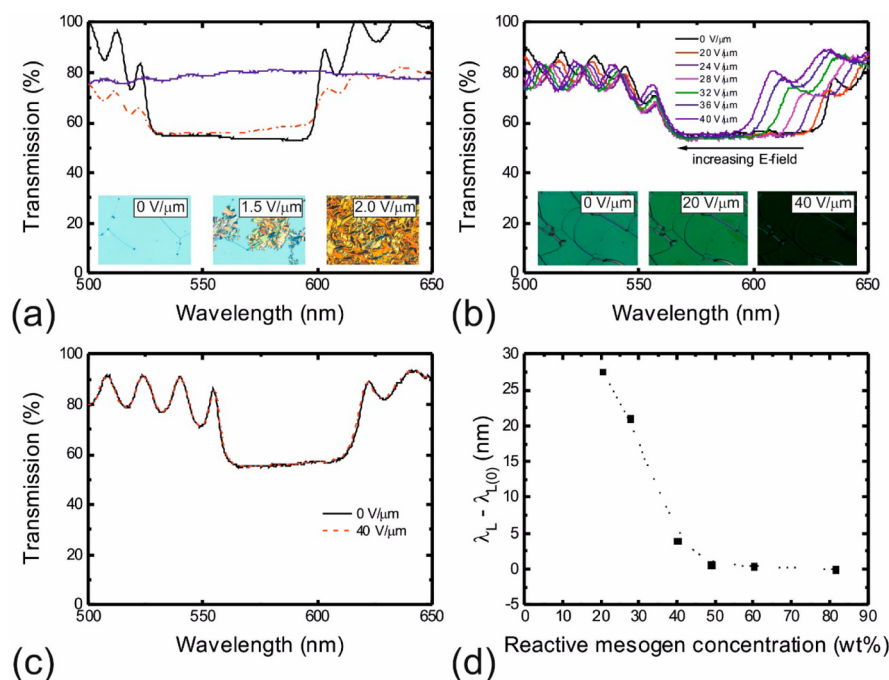 100
80
60
40
20
0
Transmission (%)
0 V/μm
1.5 V/μm
2.0 V/μm
500
550
600
650
Wavelength (nm)
(a)
100
80
60
40
20
0
Transmission (%)
0 V/μm
20 V/μm
24 V/μm
28 V/μm
32 V/μm
36 V/μm
40 V/μm
increasing E-field
0 V/μm
20 V/μm
40 V/μm
500
550
600
650
Wavelength (nm)
(b)
100
80
60
40
20
0
Transmission (%)
0 V/μm
40 V/μm
500
550
600
650
Wavelength (nm)
(c)
30
25
20
15
10
5
0
-5
λL - λL(0) (nm)
0 10 20 30 40 50 60 70 80 90
Reactive mesogen concentration (wt%)
(d)